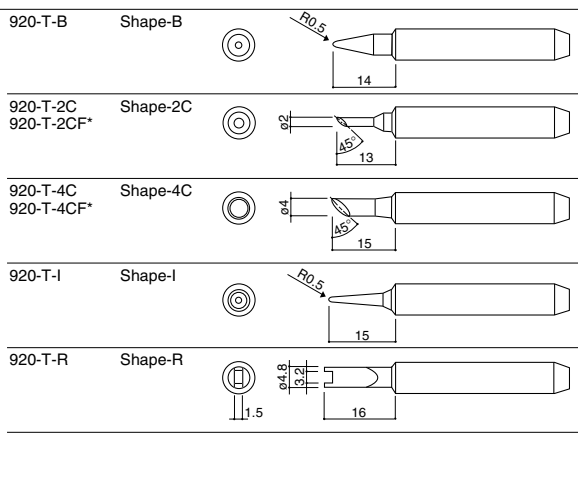 920-T-B Shape-B
R0.5
14
920-T-2C Shape-2C
920-T-2CF*
ø2
45°
13
920-T-4C Shape-4C
920-T-4CF*
ø4
45°
15
920-T-I Shape-I
R0.5
15
920-T-R Shape-R
ø4.8
3.2
1.5
16